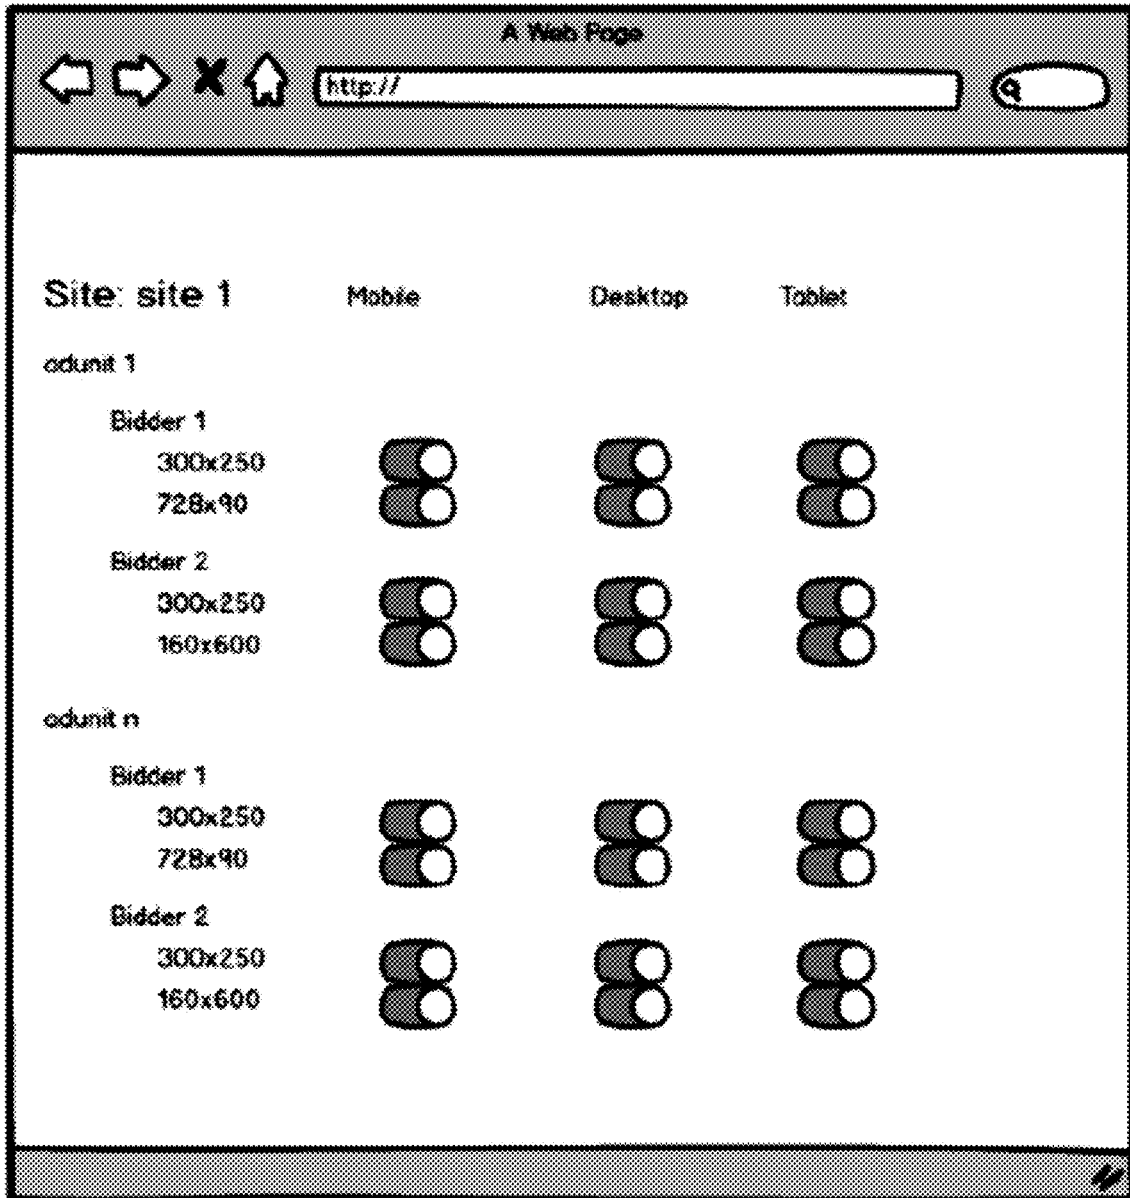 A Web Page
http://
Site: site 1 Mobile Desktop Tablet
adunit 1
Bidder 1
300x250
728x90
Bidder 2
300x250
160x600
adunit n
Bidder 1
300x250
728x90
Bidder 2
300x250
160x600